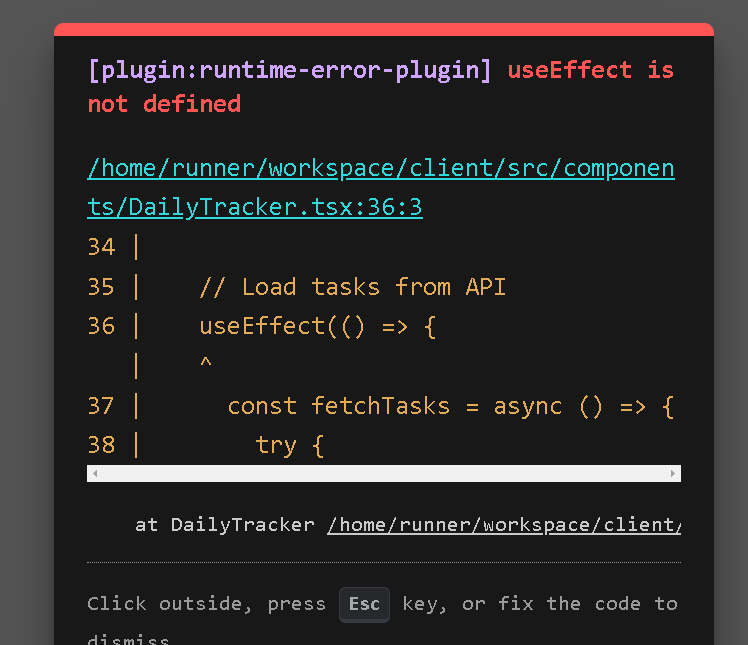 [plugin:runtime-error-plugin] useEffect is
not defined
/home/runner/workspace/client/src/componen
ts/DailyTracker.tsx:36:3
34 |
35 |    // Load tasks from API
36 |    useEffect(() => {
   |    ^
37 |      const fetchTasks = async () => {
38 |        try {
at DailyTracker /home/runner/workspace/client/
Click outside, press Esc key, or fix the code to
dismiss